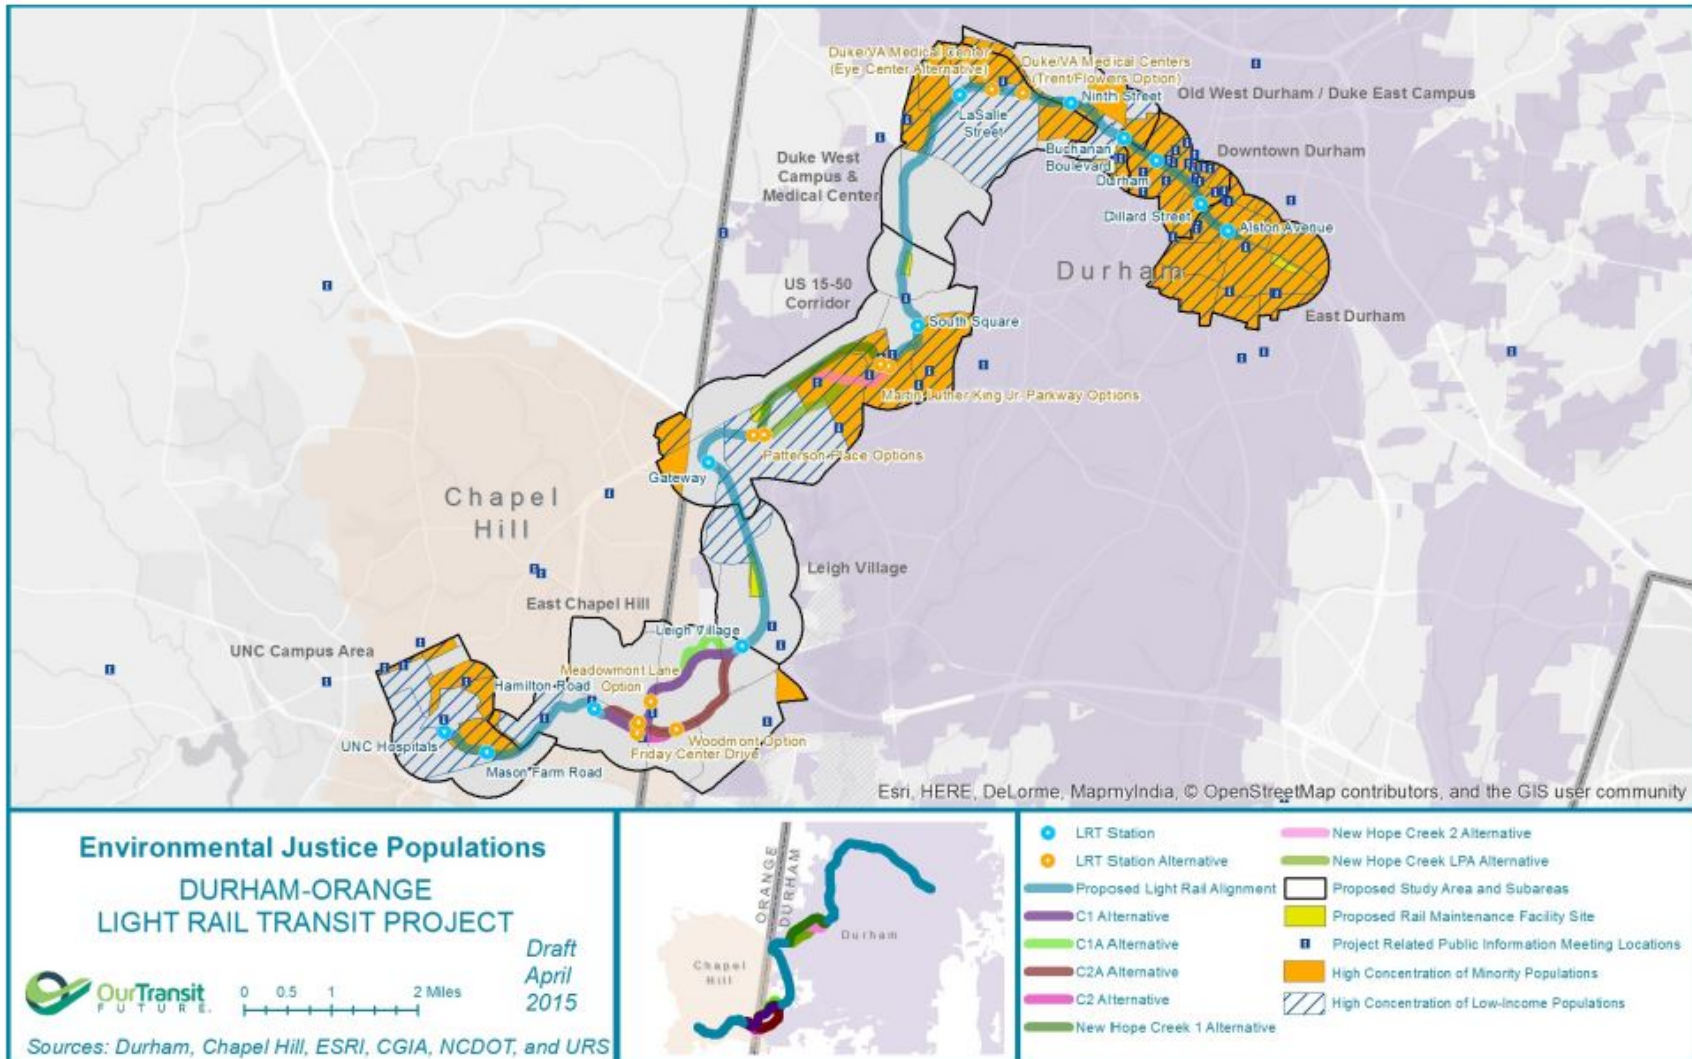 Duke/VA Medical Center
(Eye Center Alternative)
Duke/VA Medical Centers
(Trent/Flowers Option)
Ninth Street
Old West Durham / Duke East Campus
LaSalle
Street
Buchanan
Boulevard
Downtown Durham
Duke West
Campus &
Medical Center
Durham
Dillard Street
Alston Avenue
Durham
US 15-50
Corridor
East Durham
South Square
Martin Luther King Jr. Parkway Options
Patterson Place Options
Gateway
Chapel
Hill
Leigh Village
East Chapel Hill
Leigh Village
UNC Campus Area
Meadowmont Lane
Option
Hamilton Road
UNC Hospitals
Woodmont Option
Friday Center Drive
Mason Farm Road
Esri, HERE, DeLorme, MapmyIndia, © OpenStreetMap contributors, and the GIS user community
Environmental Justice Populations
DURHAM-ORANGE
LIGHT RAIL TRANSIT PROJECT
Draft
April
2015
OurTransit
FUTURE.
0 0.5 1 2 Miles
Sources: Durham, Chapel Hill, ESRI, CGIA, NCDOT, and URS
ORANGE
DURHAM
Durham
Chapel
Hill
LRT Station
LRT Station Alternative
Proposed Light Rail Alignment
C1 Alternative
C1A Alternative
C2A Alternative
C2 Alternative
New Hope Creek 1 Alternative
New Hope Creek 2 Alternative
New Hope Creek LPA Alternative
Proposed Study Area and Subareas
Proposed Rail Maintenance Facility Site
Project Related Public Information Meeting Locations
High Concentration of Minority Populations
High Concentration of Low-Income Populations